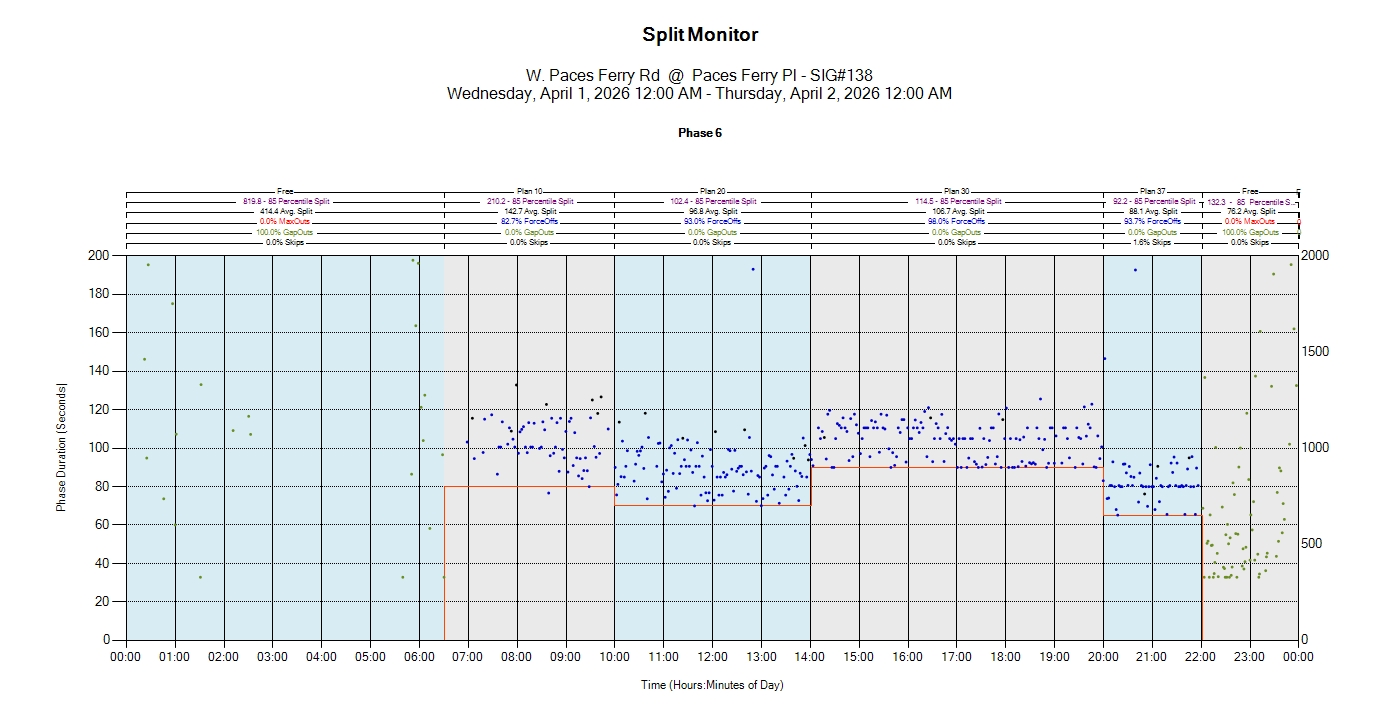 Split Monitor
W. Paces Ferry Rd @ Paces Ferry Pl - SIG#138
Wednesday, April 1, 2026 12:00 AM - Thursday, April 2, 2026 12:00 AM
Phase 6
Free Plan 10 Plan 20 Plan 30 Plan 37 Free F
819.8 - 85 Percentile Split 210.2 - 85 Percentile Split 102.4 - 85 Percentile Split 114.5 - 85 Percentile Split 92.2 - 85 Percentile Split 132.3 - 85 Percentile S...
414.4 Avg. Split 142.7 Avg. Split 96.8 Avg. Split 106.7 Avg. Split 88.1 Avg. Split 76.2 Avg. Split
0.0% MaxOuts 82.7% ForceOffs 93.0% ForceOffs 98.0% ForceOffs 93.7% ForceOffs 0.0% MaxOuts
100.0% GapOuts 0.0% GapOuts 0.0% GapOuts 0.0% GapOuts 0.0% GapOuts 100.0% GapOuts
0.0% Skips 0.0% Skips 0.0% Skips 0.0% Skips 1.6% Skips 0.0% Skips
200 2000
180
160
1500
140
120
100 1000
80
60
500
40
20
0 0
Phase Duration (Seconds)
00:00 01:00 02:00 03:00 04:00 05:00 06:00 07:00 08:00 09:00 10:00 11:00 12:00 13:00 14:00 15:00 16:00 17:00 18:00 19:00 20:00 21:00 22:00 23:00 00:00
Time (Hours:Minutes of Day)